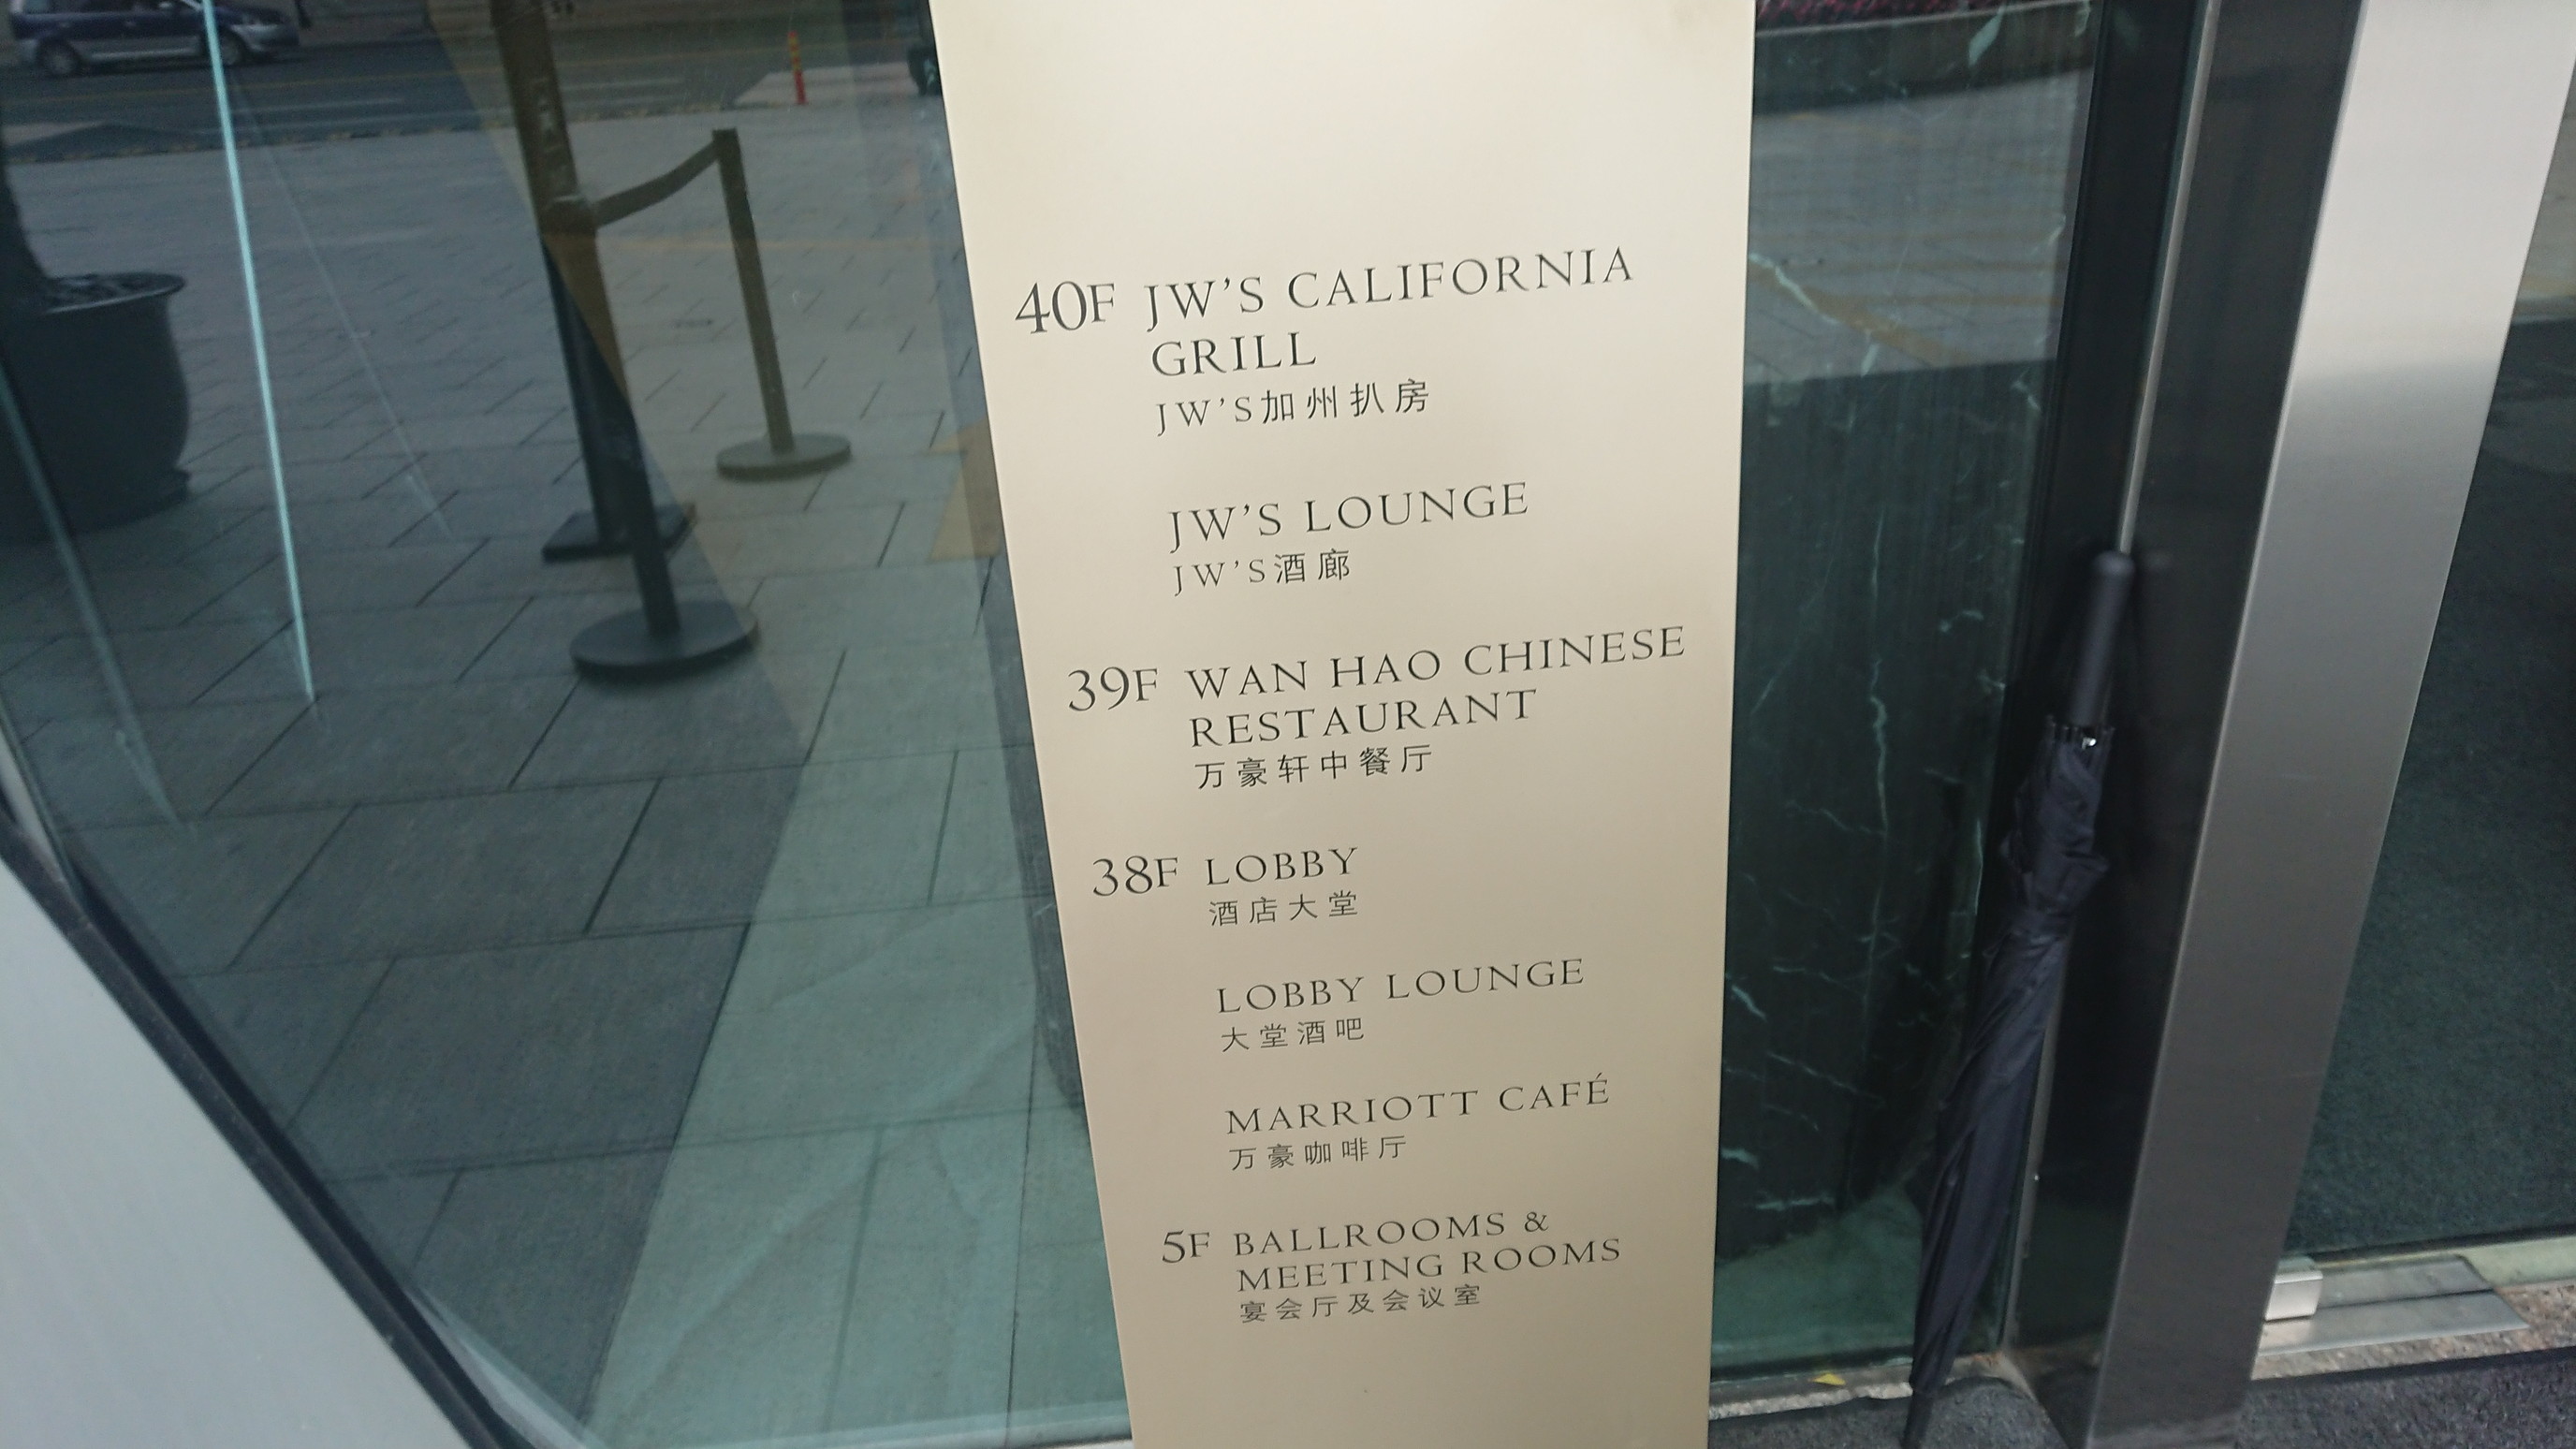 40F JW'S CALIFORNIA
GRILL
JW'S加州扒房
JW'S LOUNGE
JW'S酒廊
39F WAN HAO CHINESE
RESTAURANT
万豪轩中餐厅
38F LOBBY
酒店大堂
LOBBY LOUNGE
大堂酒吧
MARRIOTT CAFÉ
万豪咖啡厅
5F BALLROOMS &
MEETING ROOMS
宴会厅及会议室